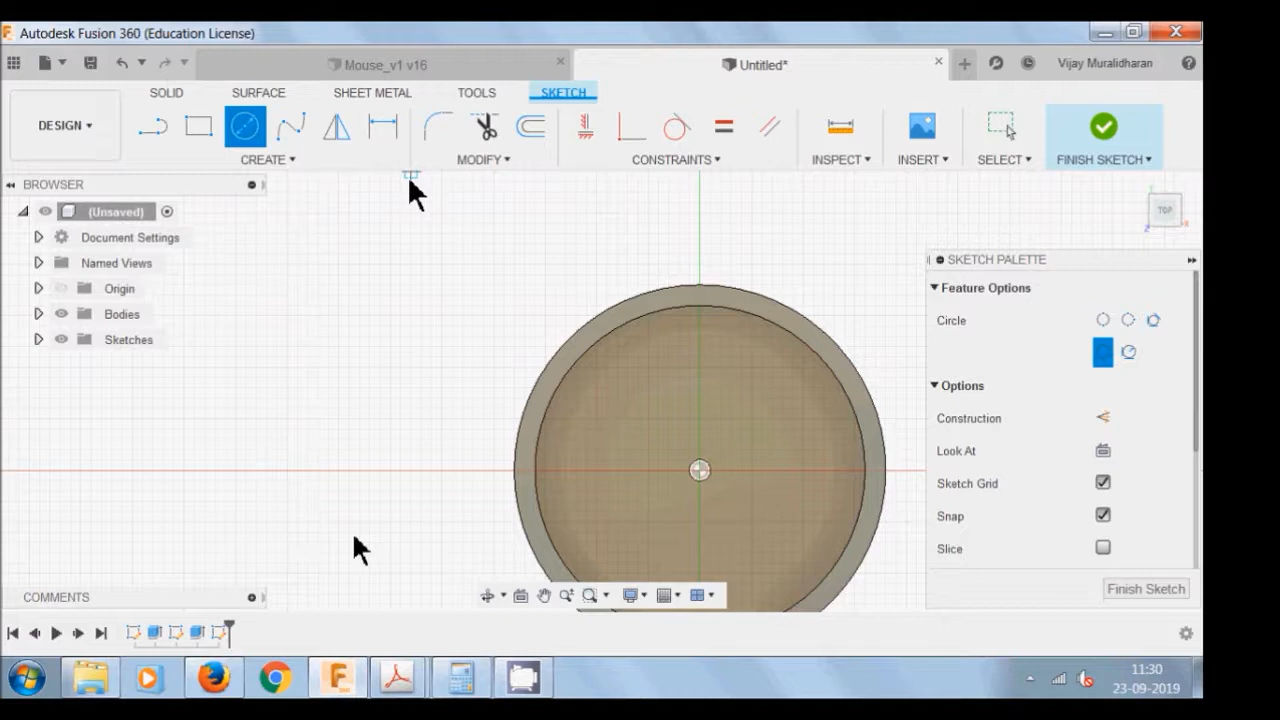 Autodesk Fusion 360 (Education License)
Mouse_v1 v16
Untitled*
Vijay Muralidharan
DESIGN
SOLID
SURFACE
SHEET METAL
TOOLS
SKETCH
CREATE
MODIFY
CONSTRAINTS
INSPECT
INSERT
SELECT
FINISH SKETCH
BROWSER
(Unsaved)
Document Settings
Named Views
Origin
Bodies
Sketches
TOP
SKETCH PALETTE
Feature Options
Circle
Options
Construction
Look At
Sketch Grid
Snap
Slice
Finish Sketch
COMMENTS
11:30
23-09-2019